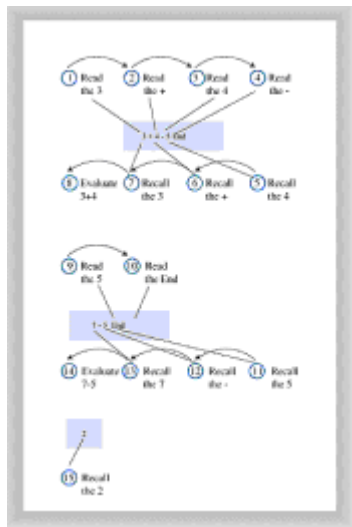 1 Read the 3
2 Read the +
3 Read the 4
4 Read the -
3 + 4 - 5 End
8 Evaluate 3+4
7 Recall the 3
6 Recall the +
5 Recall the 4
9 Read the 5
10 Read the End
7 - 5 End
14 Evaluate 7-5
13 Recall the 7
12 Recall the -
11 Recall the 5
2
15 Recall the 2